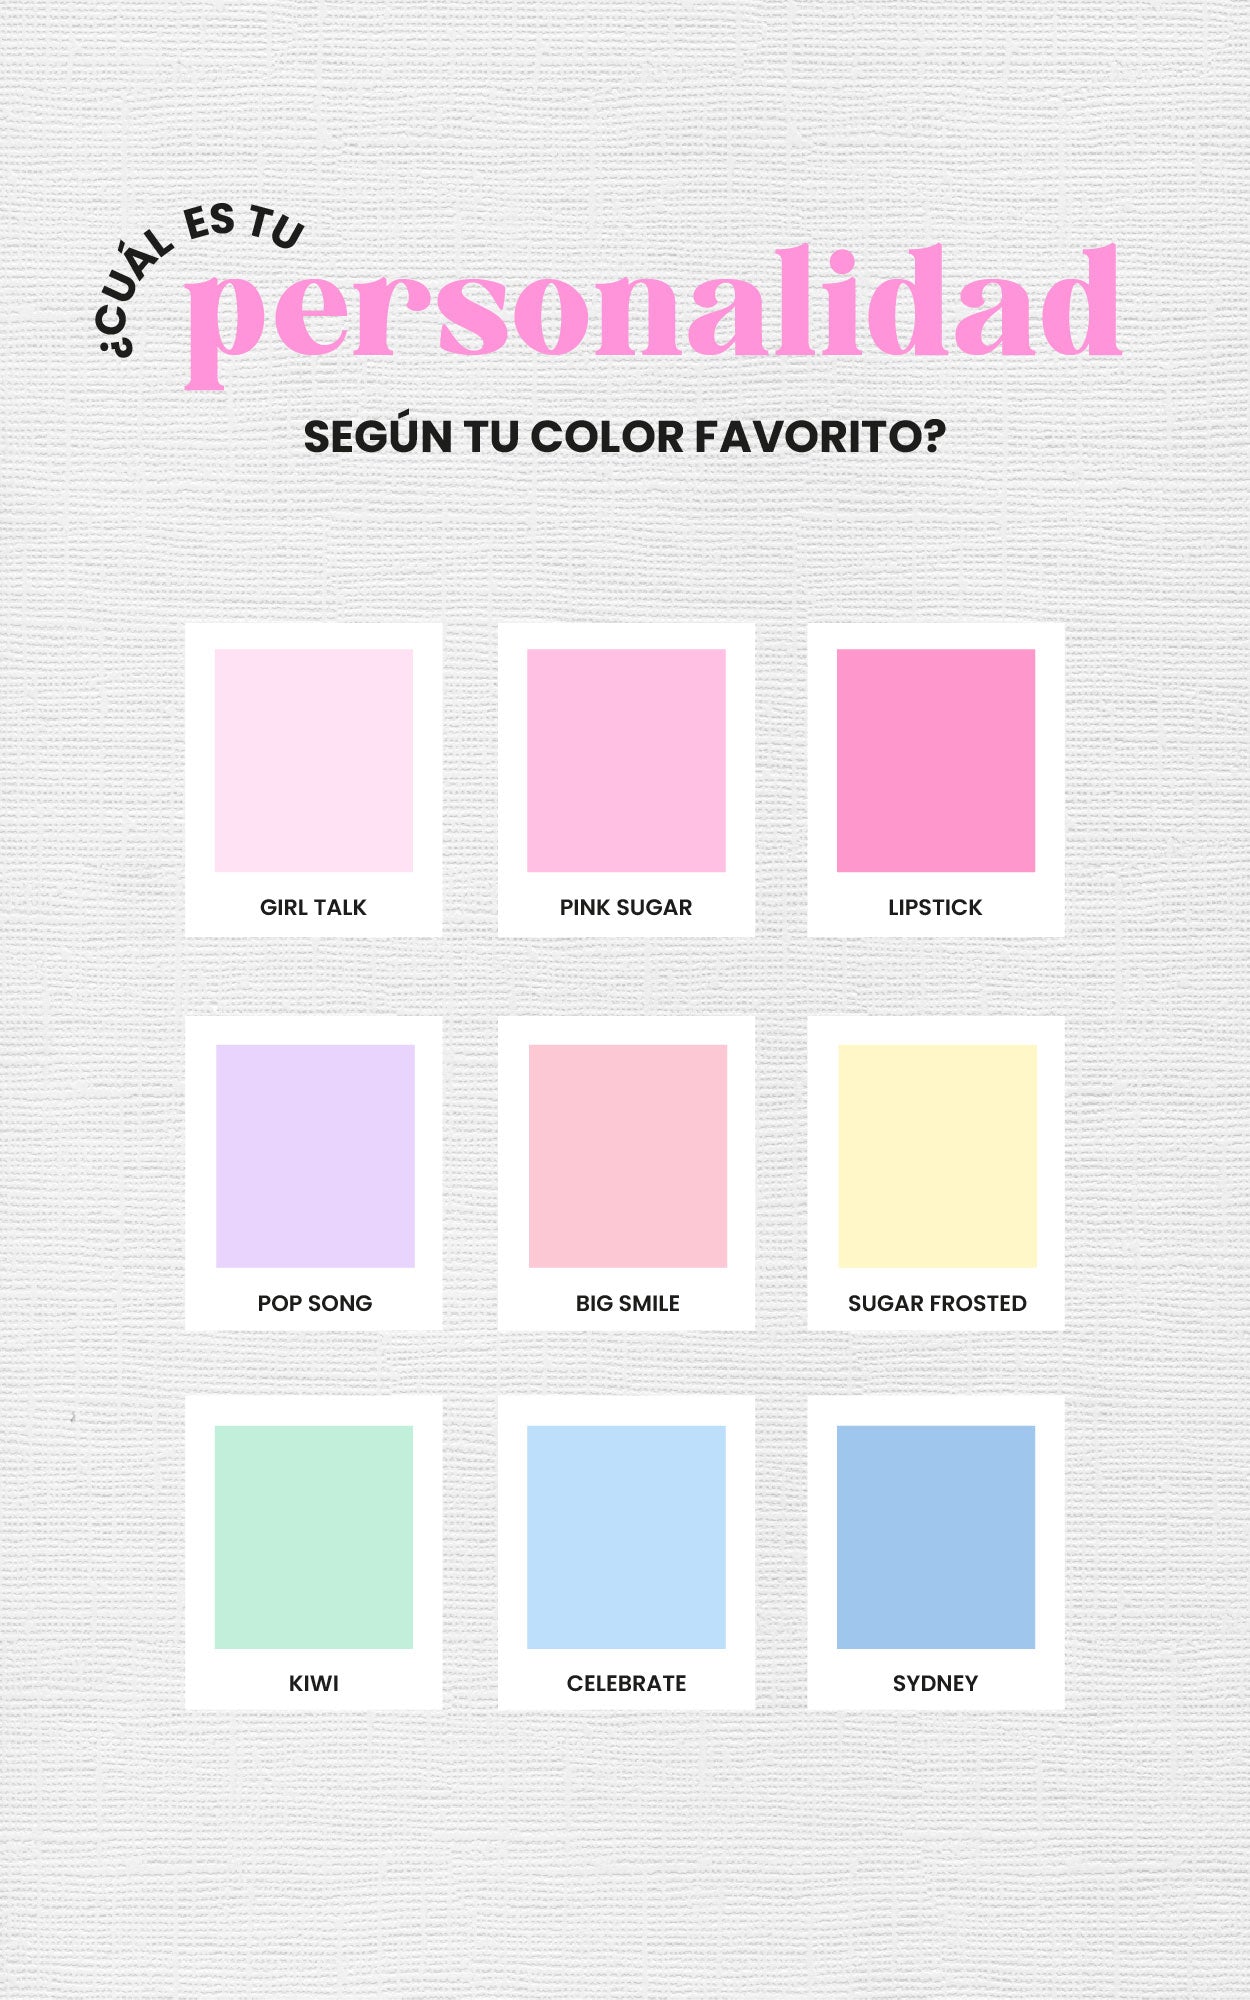 ¿CUÁL ES TU
personalidad
SEGÚN TU COLOR FAVORITO?
GIRL TALK
PINK SUGAR
LIPSTICK
POP SONG
BIG SMILE
SUGAR FROSTED
KIWI
CELEBRATE
SYDNEY